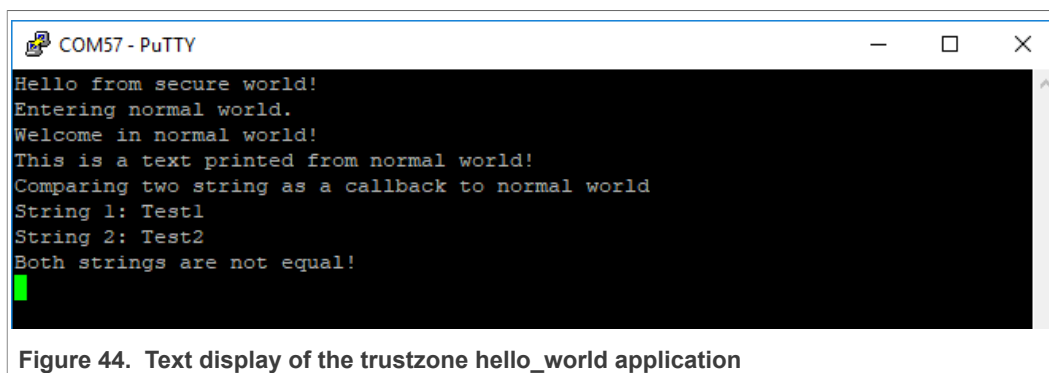 COM57 - PuTTY
Hello from secure world!
Entering normal world.
Welcome in normal world!
This is a text printed from normal world!
Comparing two string as a callback to normal world
String 1: Test1
String 2: Test2
Both strings are not equal!
Figure 44. Text display of the trustzone hello_world application